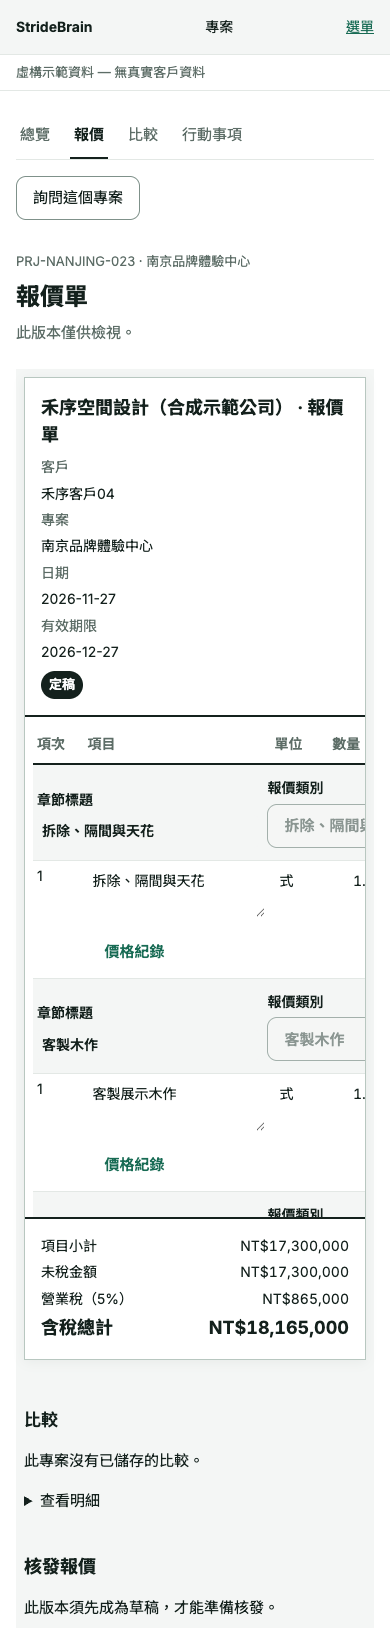 StrideBrain 專案 選單
虛構示範資料 — 無真實客戶資料
總覽 報價 比較 行動事項
詢問這個專案
PRJ-NANJING-023 · 南京品牌體驗中心
報價單
此版本僅供檢視。
禾序空間設計（合成示範公司） · 報價
單
客戶
禾序客戶04
專案
南京品牌體驗中心
日期
2026-11-27
有效期限
2026-12-27
定稿
項次 項目 單位 數量
章節標題 報價類別
拆除、隔間與天花 拆除、隔間
1 拆除、隔間與天花 式 1.
價格紀錄
章節標題 報價類別
客製木作 客製木作
1 客製展示木作 式 1.
價格紀錄
報價類別
項目小計 NT$17,300,000
未稅金額 NT$17,300,000
營業稅（5%） NT$865,000
含稅總計 NT$18,165,000
比較
此專案沒有已儲存的比較。
▶ 查看明細
核發報價
此版本須先成為草稿，才能準備核發。